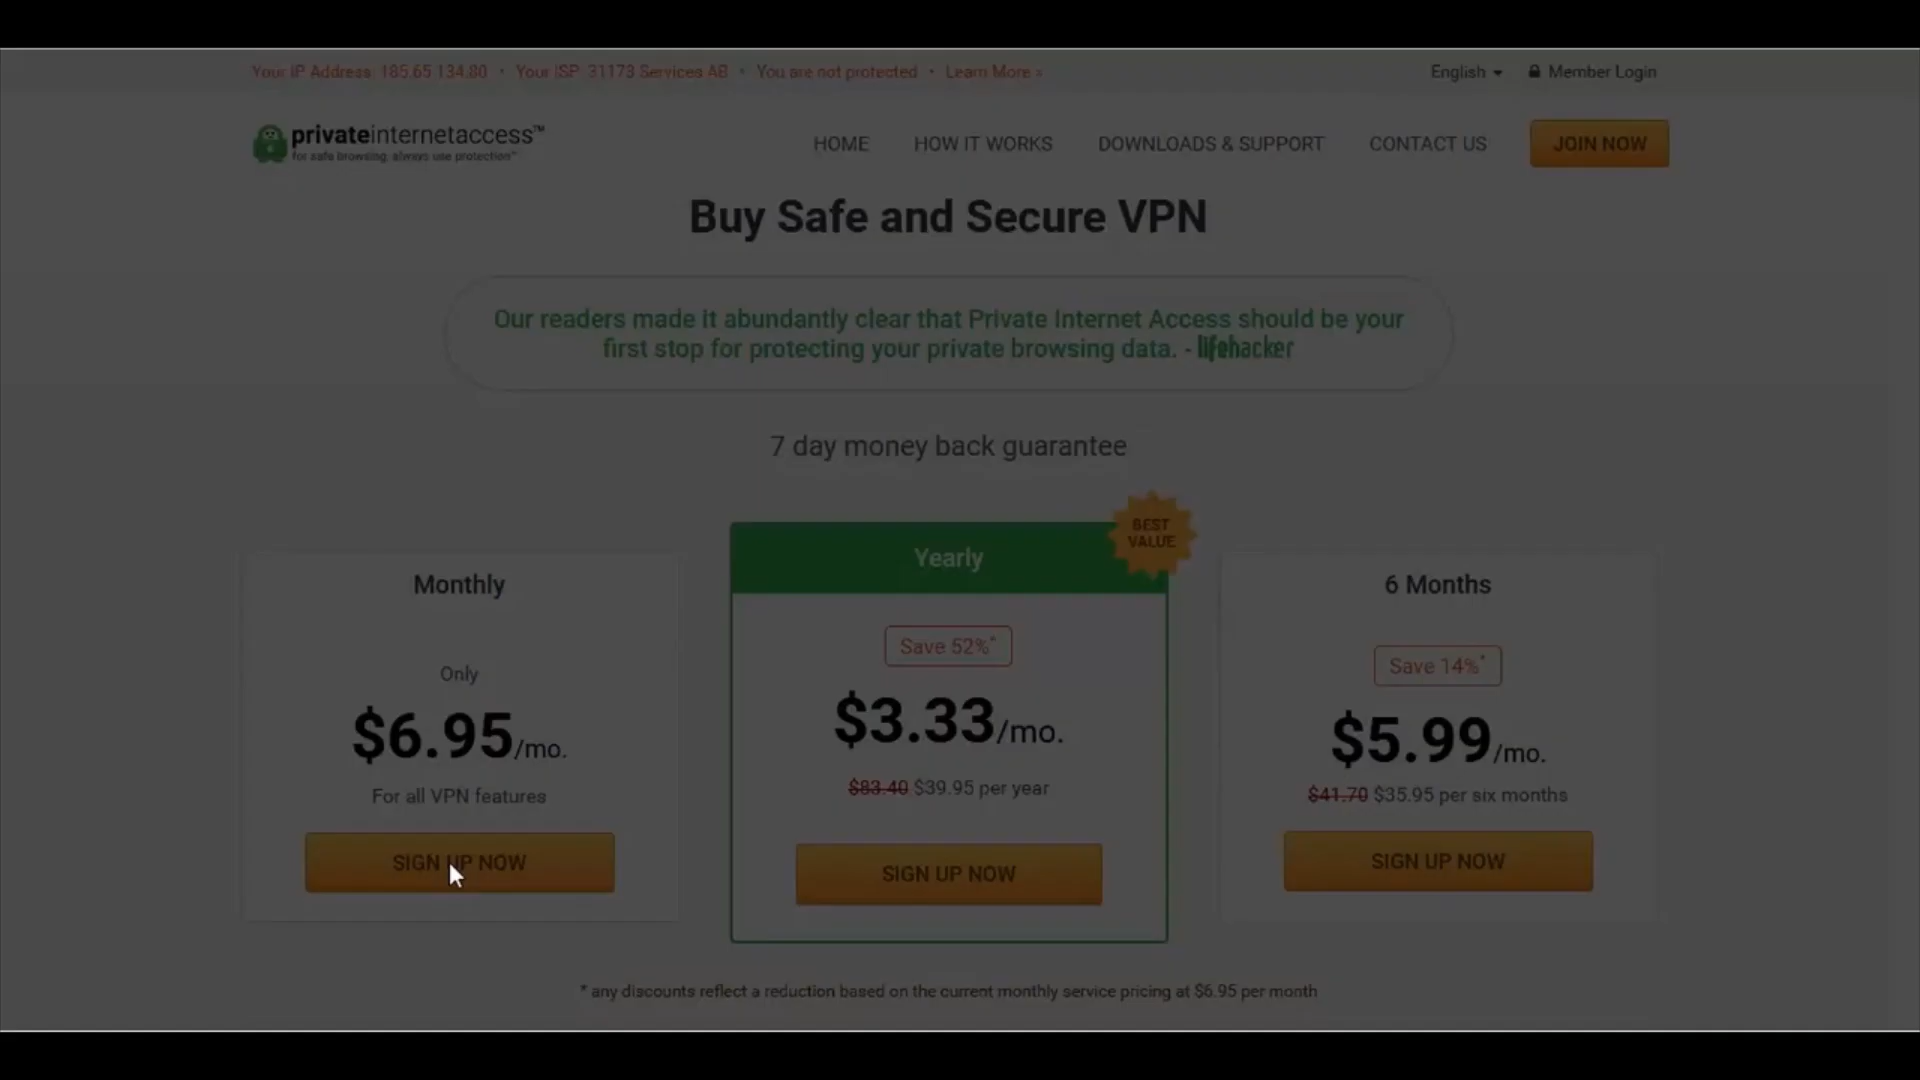 Your IP Address: 185.65.134.80 • Your ISP: 31173 Services AB • You are not protected • Learn More »
English
Member Login
privateinternetaccess™
for safe browsing, always use protection™
HOME
HOW IT WORKS
DOWNLOADS & SUPPORT
CONTACT US
JOIN NOW
Buy Safe and Secure VPN
Our readers made it abundantly clear that Private Internet Access should be your
first stop for protecting your private browsing data. - lifehacker
7 day money back guarantee
Monthly
Only
$6.95/mo.
For all VPN features
SIGN UP NOW
BEST
VALUE
Yearly
Save 52%*
$3.33/mo.
$83.40 $39.95 per year
SIGN UP NOW
6 Months
Save 14%*
$5.99/mo.
$41.70 $35.95 per six months
SIGN UP NOW
* any discounts reflect a reduction based on the current monthly service pricing at $6.95 per month